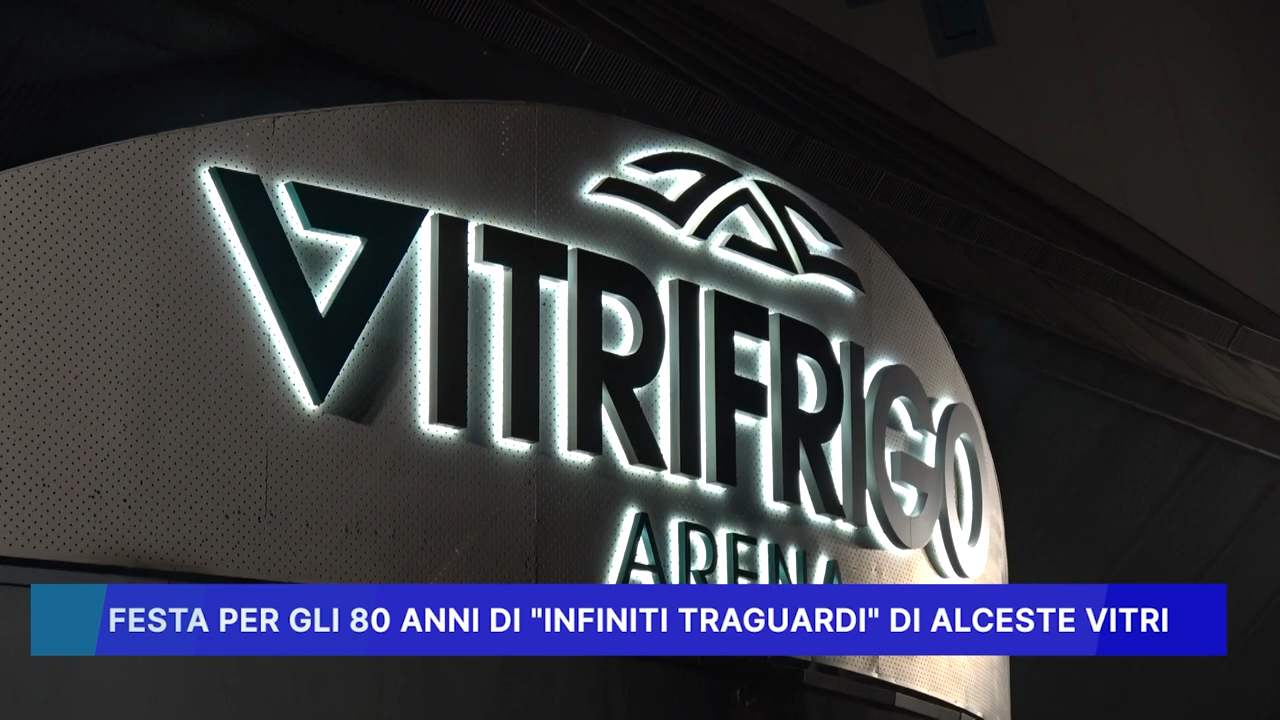 VITRIFRIGO
ARENA
FESTA PER GLI 80 ANNI DI "INFINITI TRAGUARDI" DI ALCESTE VITRI